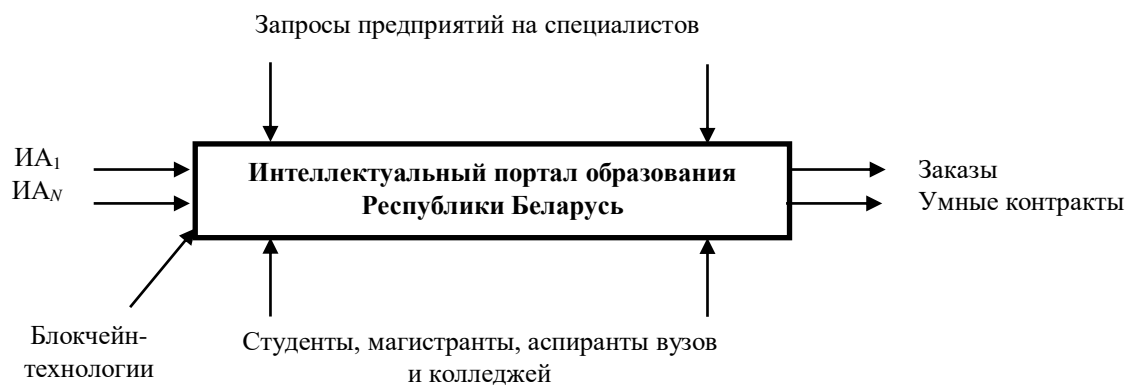 Запросы предприятий на специалистов
ИА1
ИАN
Интеллектуальный портал образования
Республики Беларусь
Заказы
Умные контракты
Блокчейн-
технологии
Студенты, магистранты, аспиранты вузов
и колледжей